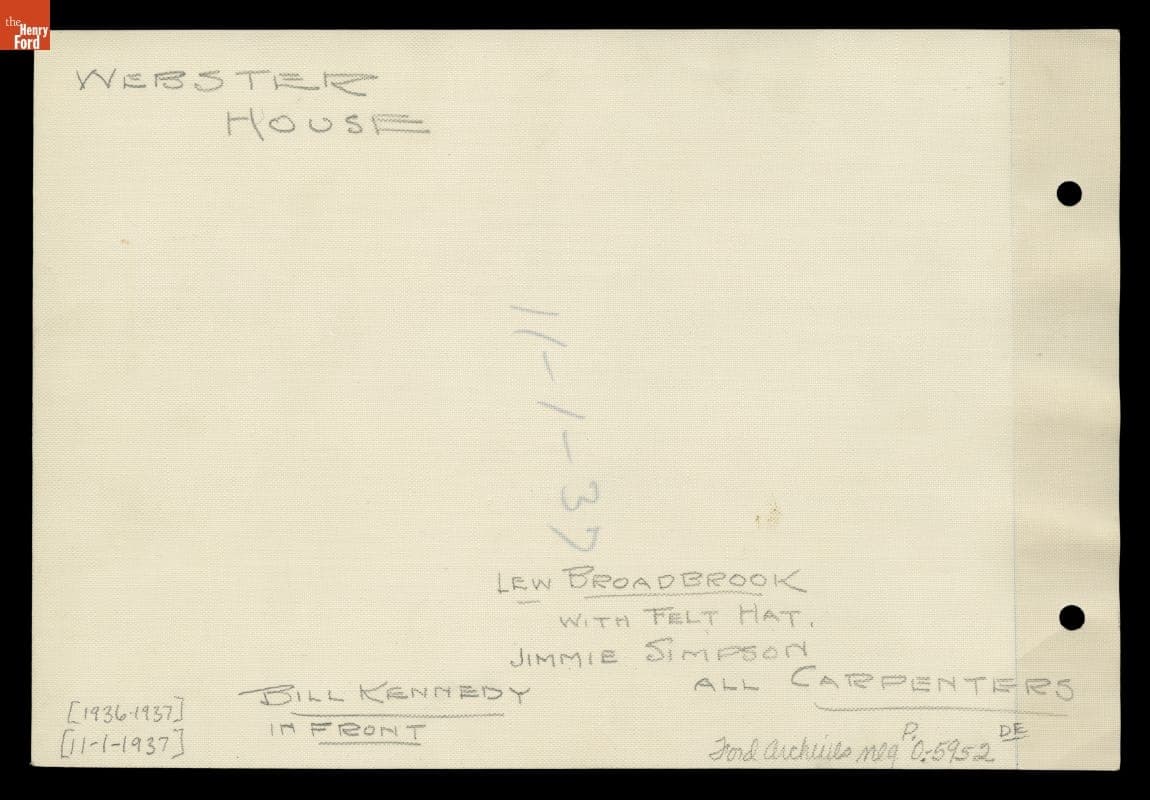 the
Henry
Ford
WEBSTER
HOUSE
11-1-37
LEW BROADBROOK
WITH FELT HAT.
JIMMIE SIMPSON
ALL CARPENTERS
BILL KENNEDY
IN FRONT
[1936-1937]
[11-1-1937]
Ford Archives neg P.O.-5952 DE